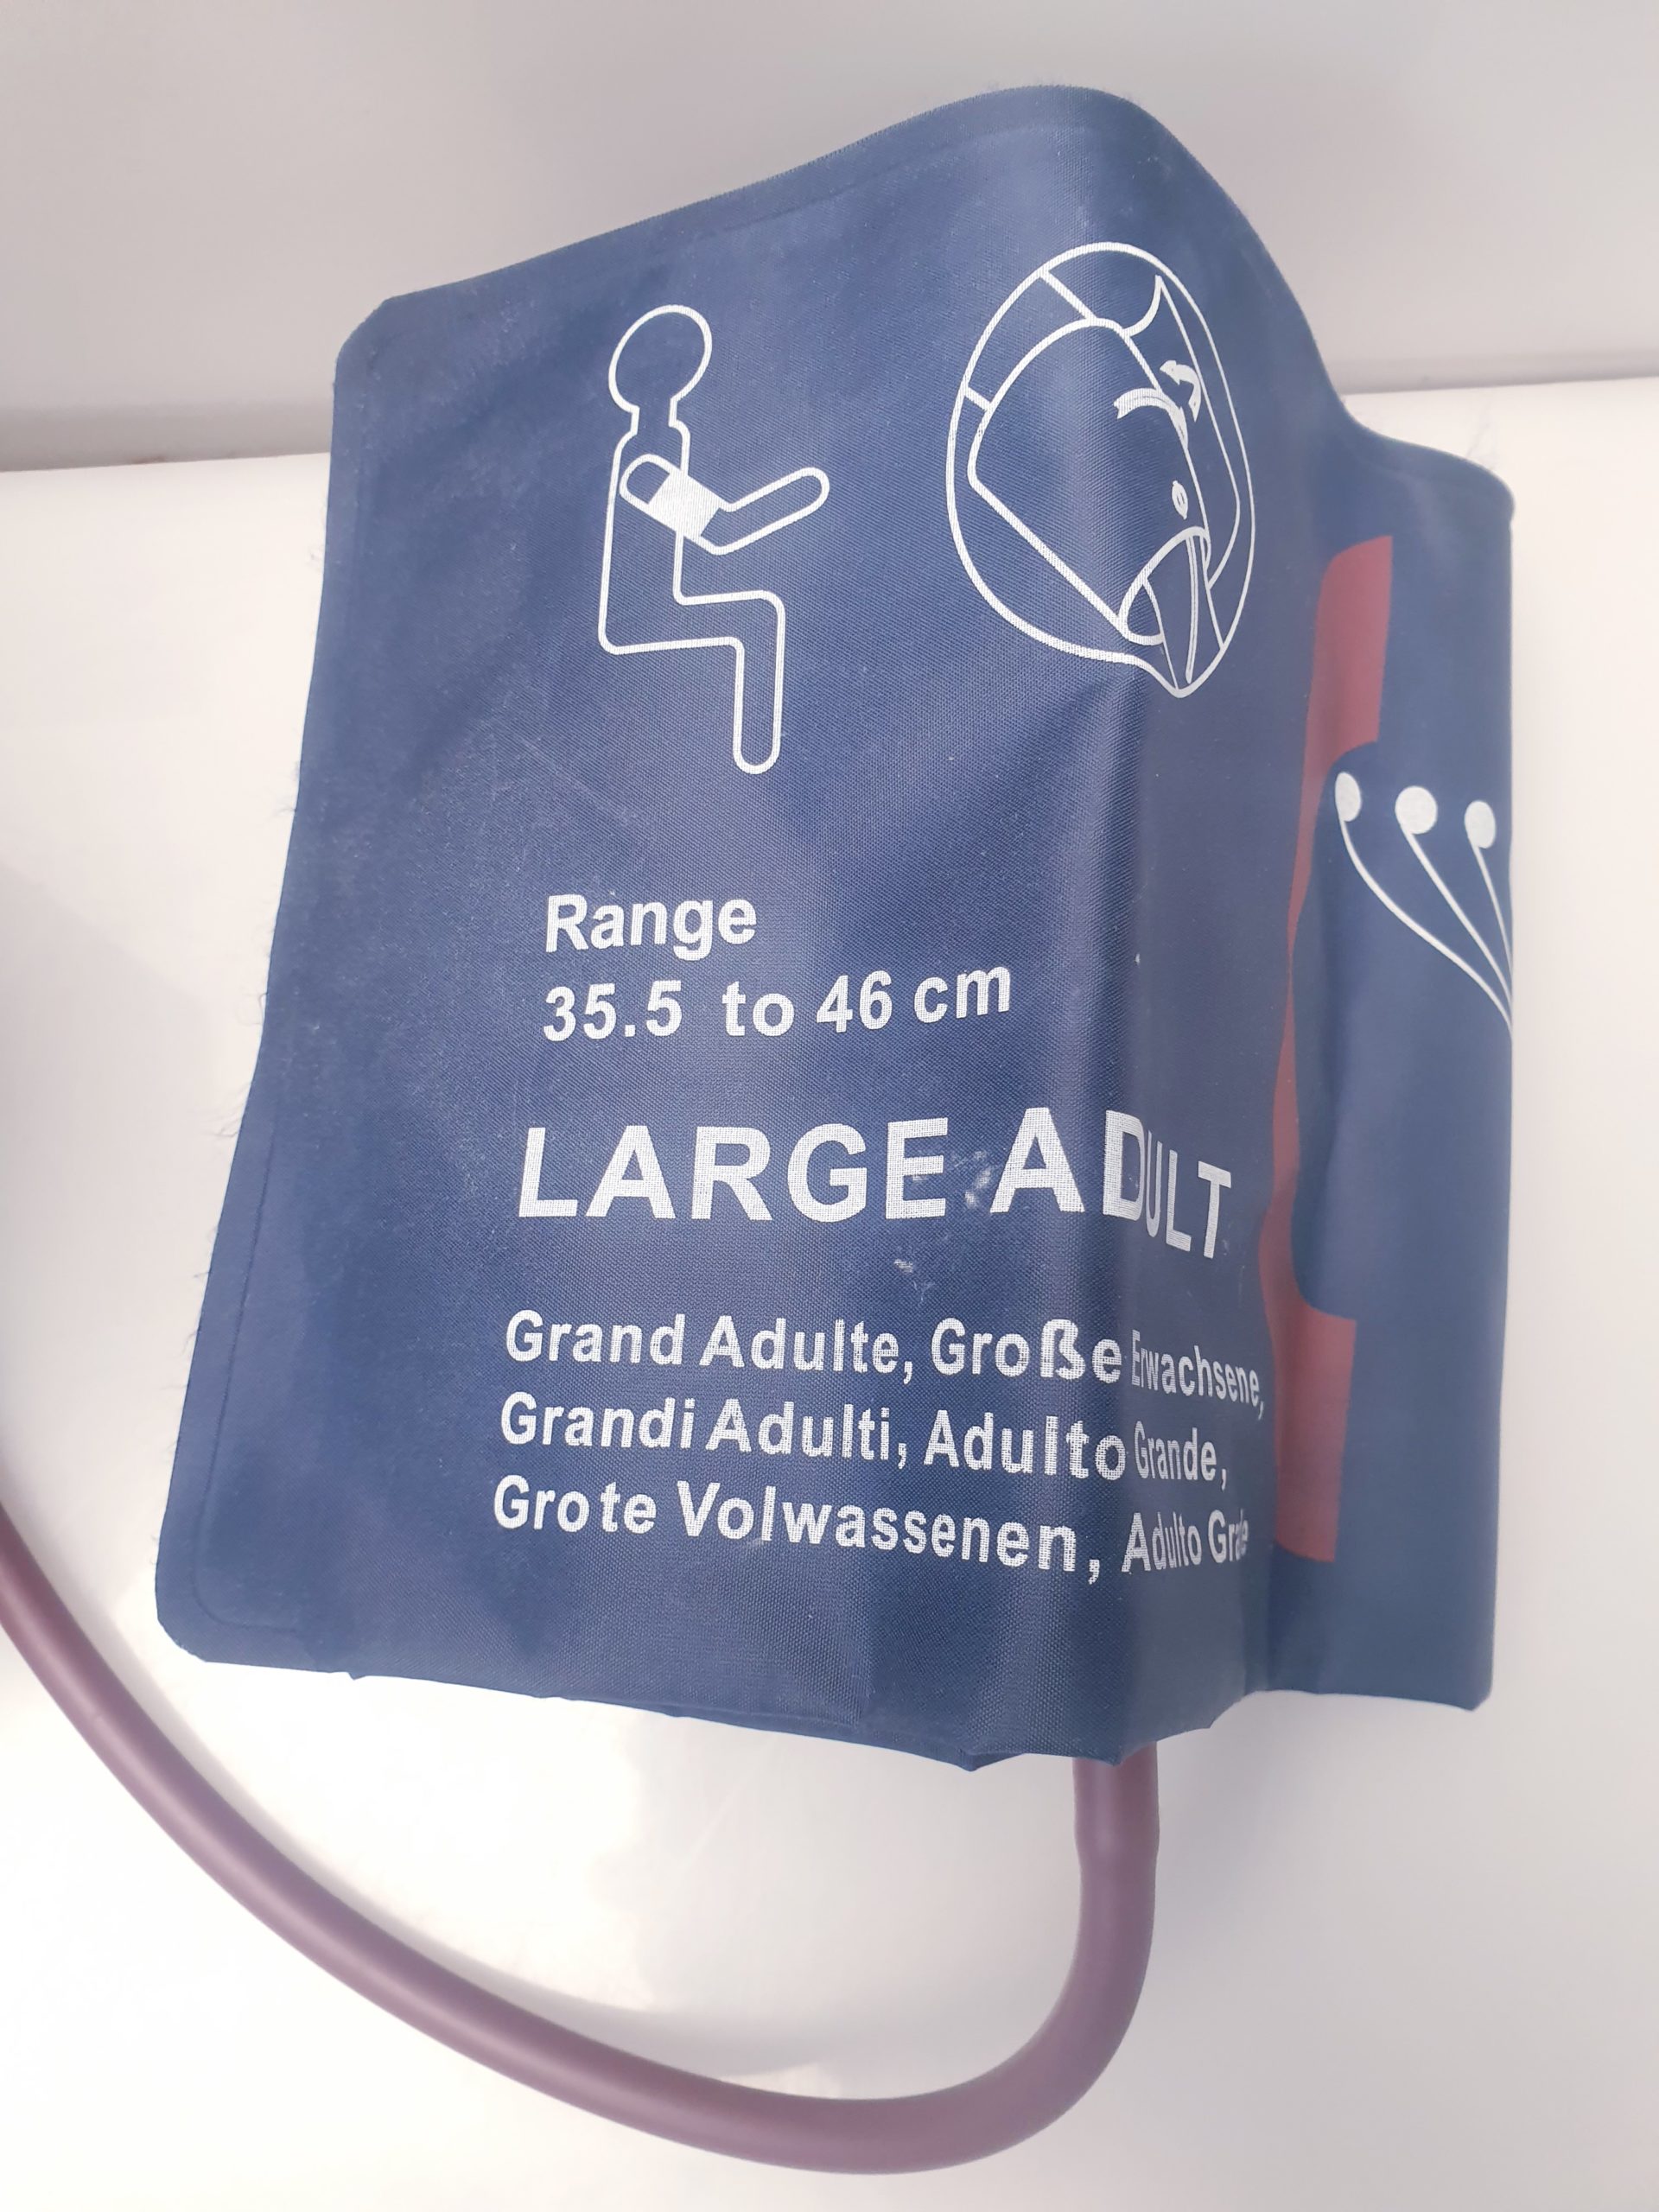 Range
35.5 to 46 cm
LARGE ADULT
Grand Adulte, Große Erwachsene,
Grandi Adulti, Adulto Grande,
Grote Volwassenen, Adulto